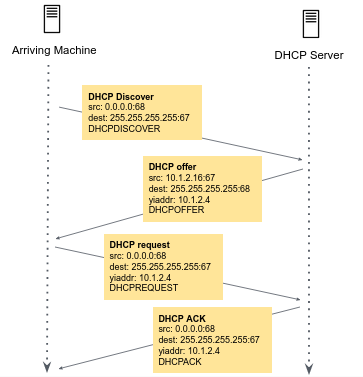 Arriving Machine
DHCP Server
DHCP Discover
src: 0.0.0.0:68
dest: 255.255.255.255:67
DHCPDISCOVER
DHCP offer
src: 10.1.2.16:67
dest: 255.255.255.255:68
yiaddr: 10.1.2.4
DHCPOFFER
DHCP request
src: 0.0.0.0:68
dest: 255.255.255.255:67
yiaddr: 10.1.2.4
DHCPREQUEST
DHCP ACK
src: 0.0.0.0:68
dest: 255.255.255.255:67
yiaddr: 10.1.2.4
DHCPACK